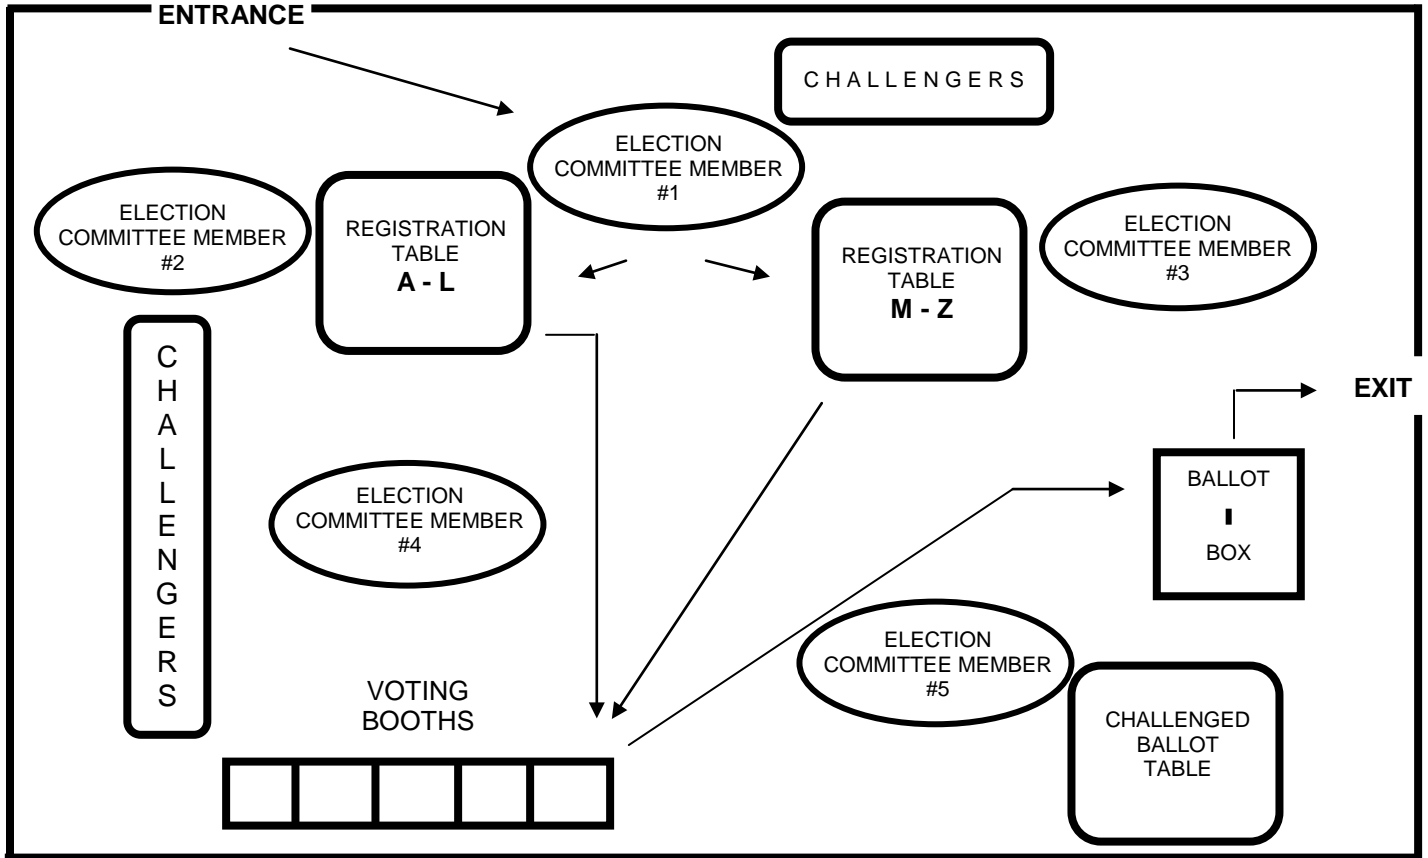 ENTRANCE
C H A L L E N G E R S
ELECTION
COMMITTEE MEMBER
#1
ELECTION
COMMITTEE MEMBER
#2
REGISTRATION
TABLE
A - L
REGISTRATION
TABLE
M - Z
ELECTION
COMMITTEE MEMBER
#3
C
H
A
L
L
E
N
G
E
R
S
EXIT
ELECTION
COMMITTEE MEMBER
#4
BALLOT
BOX
ELECTION
COMMITTEE MEMBER
#5
VOTING
BOOTHS
CHALLENGED
BALLOT
TABLE